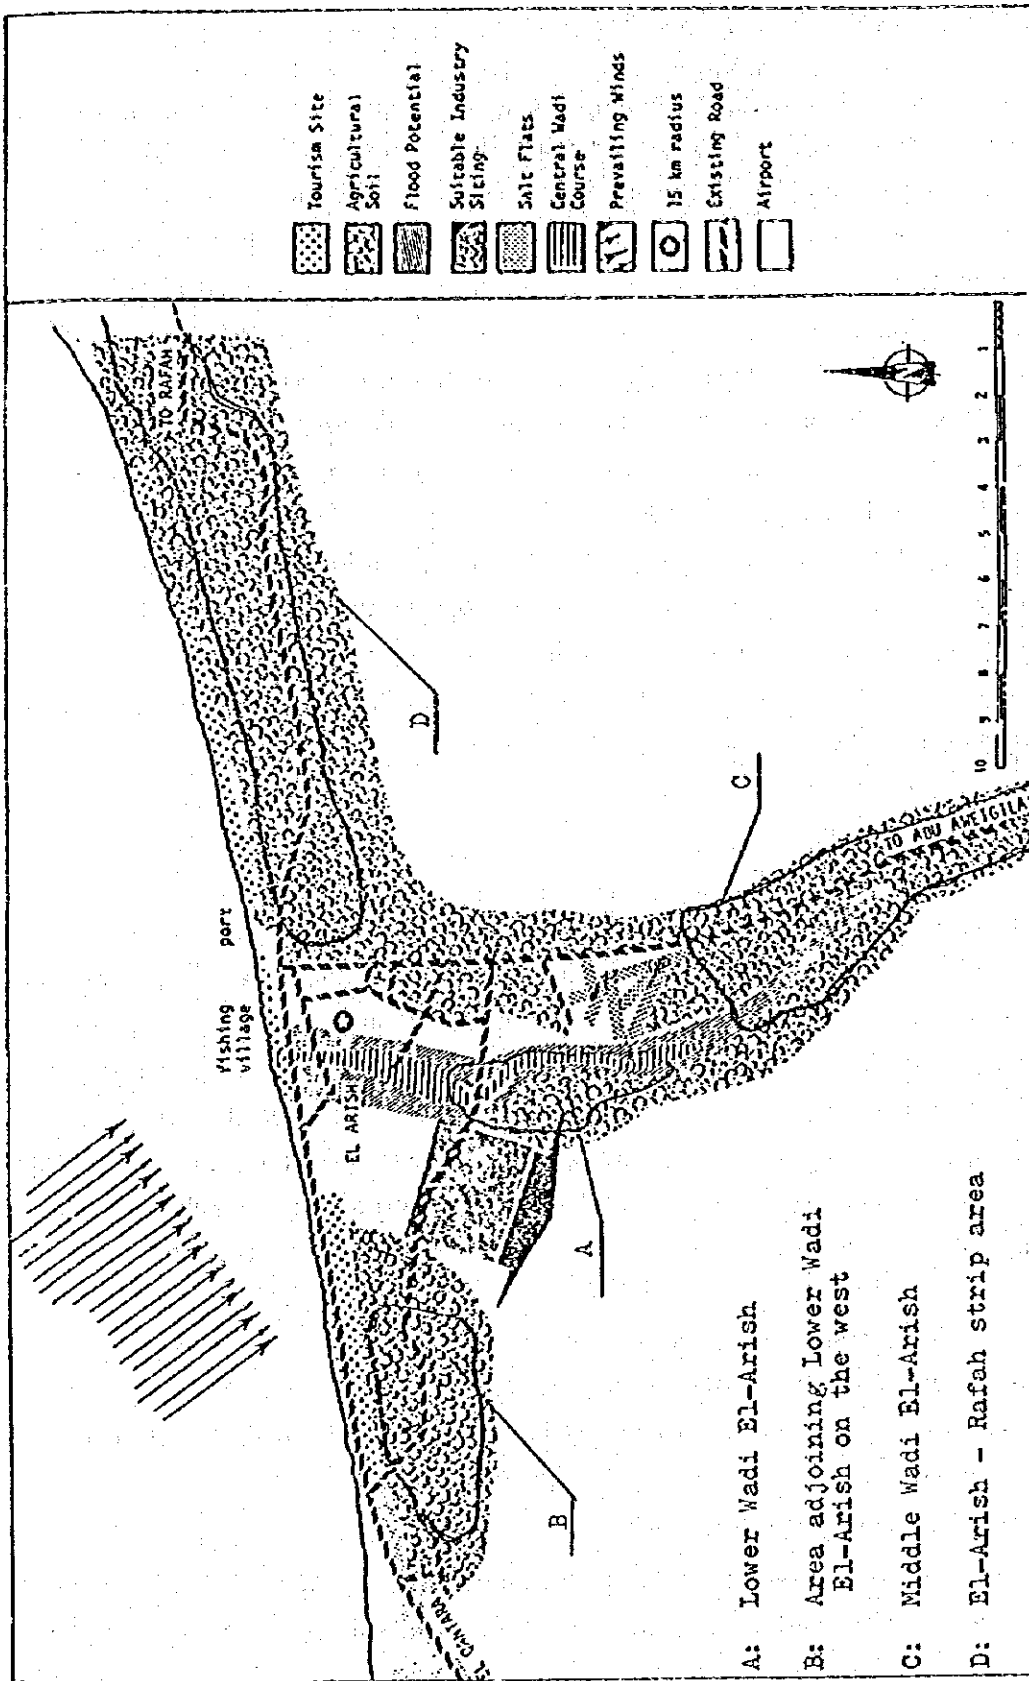 Fishing
village
port
TO RAFAH
EL ARISH
EL CANTARA
TO ABU AWEIGILA
A
B
C
D
10 9 8 7 6 5 4 3 2 1
A: Lower Wadi El-Arish
B: Area adjoining Lower Wadi
El-Arish on the west
C: Middle Wadi El-Arish
D: El-Arish - Rafah strip area
Tourism Site
Agricultural
Soil
Flood Potential
Suitable Industry
Siting
Salt Flats
Central Wadi
Course
Prevailing Winds
15 km radius
Existing Road
Airport